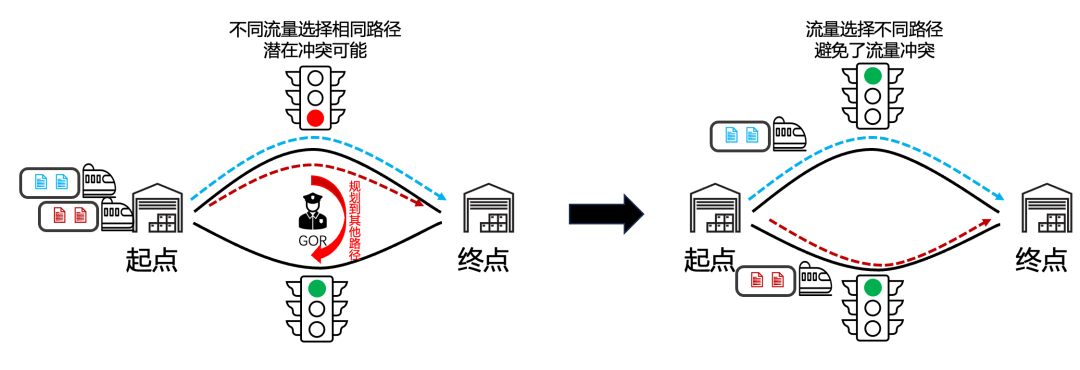 不同流量选择相同路径
潜在冲突可能
规划到其他路径
GOR
起点
终点
流量选择不同路径
避免了流量冲突
起点
终点